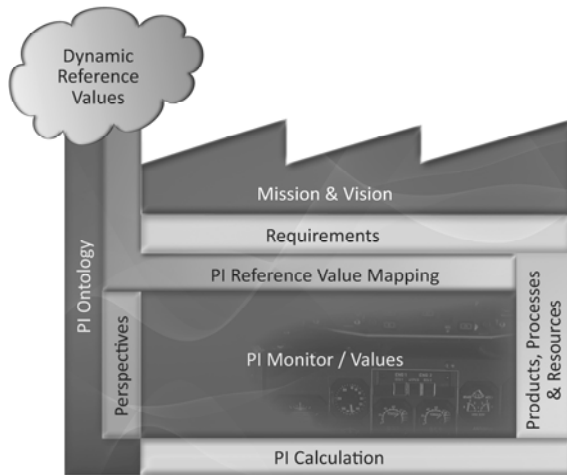 Dynamic
Reference
Values
Mission & Vision
Requirements
PI Reference Value Mapping
PI Ontology
Perspectives
PI Monitor / Values
Products, Processes
& Resources
PI Calculation